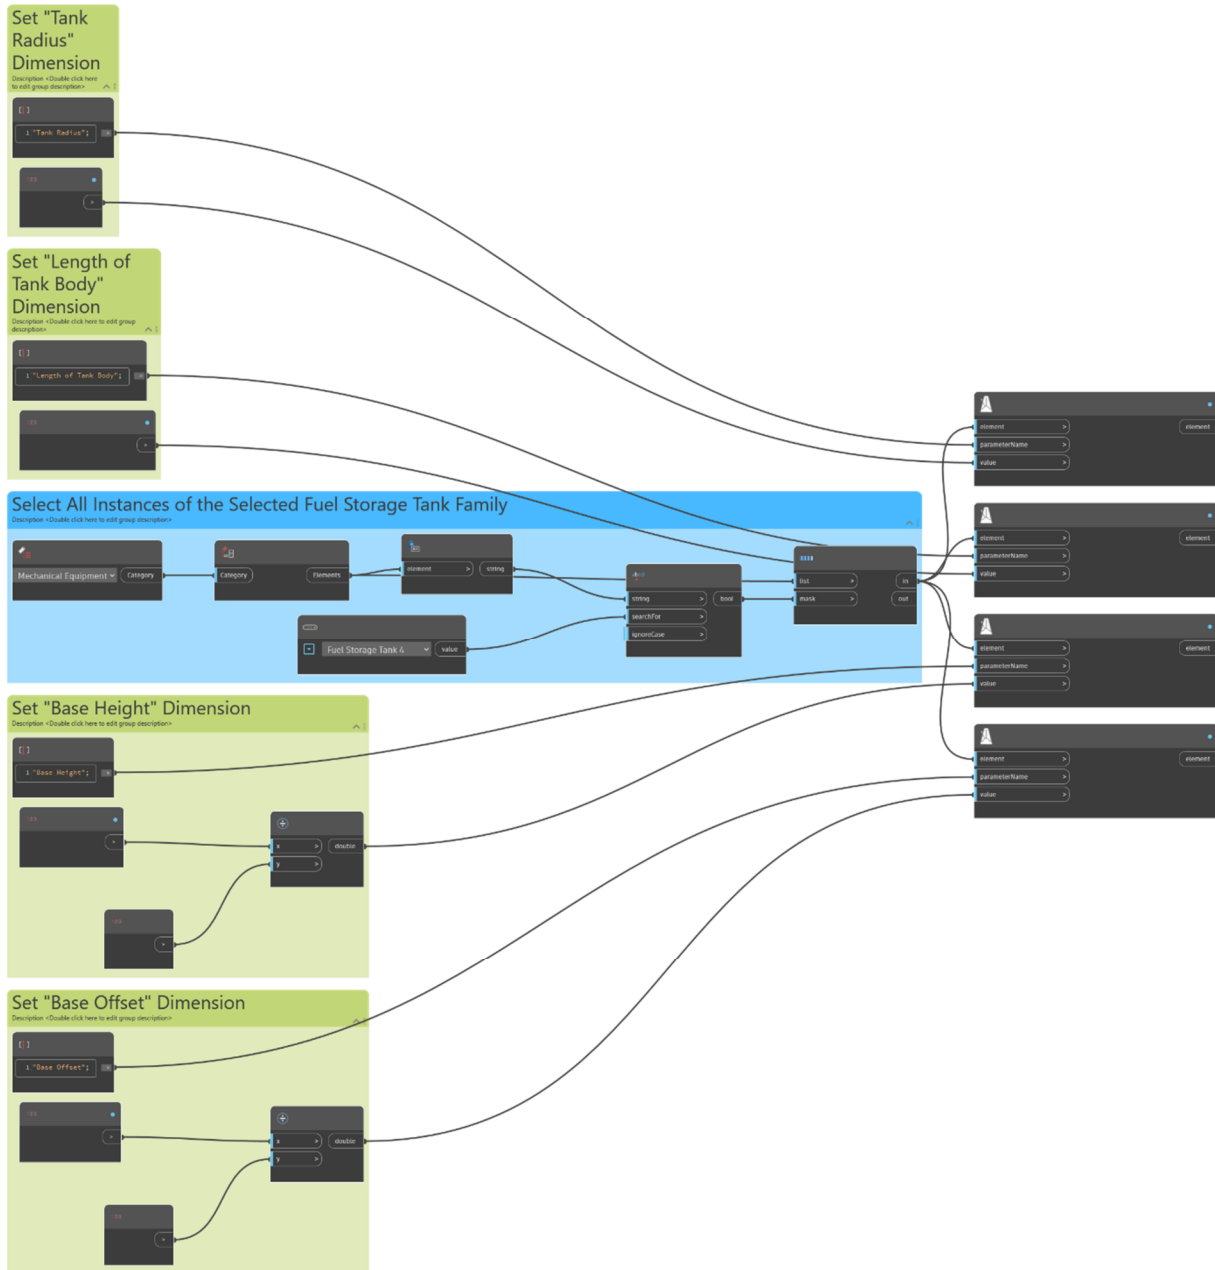 Set "Tank
Radius"
Dimension
Description <Double click here
to edit group description>
1 "Tank Radius";
>
>
Set "Length of
Tank Body"
Dimension
Description <Double click here to edit group
description>
1 "Length of Tank Body";
>
>
Select All Instances of the Selected Fuel Storage Tank Family
Description <Double click here to edit group description>
Mechanical Equipment
Category
Category
Elements
element >
string
Fuel Storage Tank 4
value
string >
searchFor >
ignoreCase >
bool
list >
mask >
in
out
Set "Base Height" Dimension
Description <Double click here to edit group description>
1 "Base Height";
>
>
x >
y >
double
>
Set "Base Offset" Dimension
Description <Double click here to edit group description>
1 "Base Offset";
>
>
x >
y >
double
>
element >
parameterName >
value >
element
element >
parameterName >
value >
element
element >
parameterName >
value >
element
element >
parameterName >
value >
element